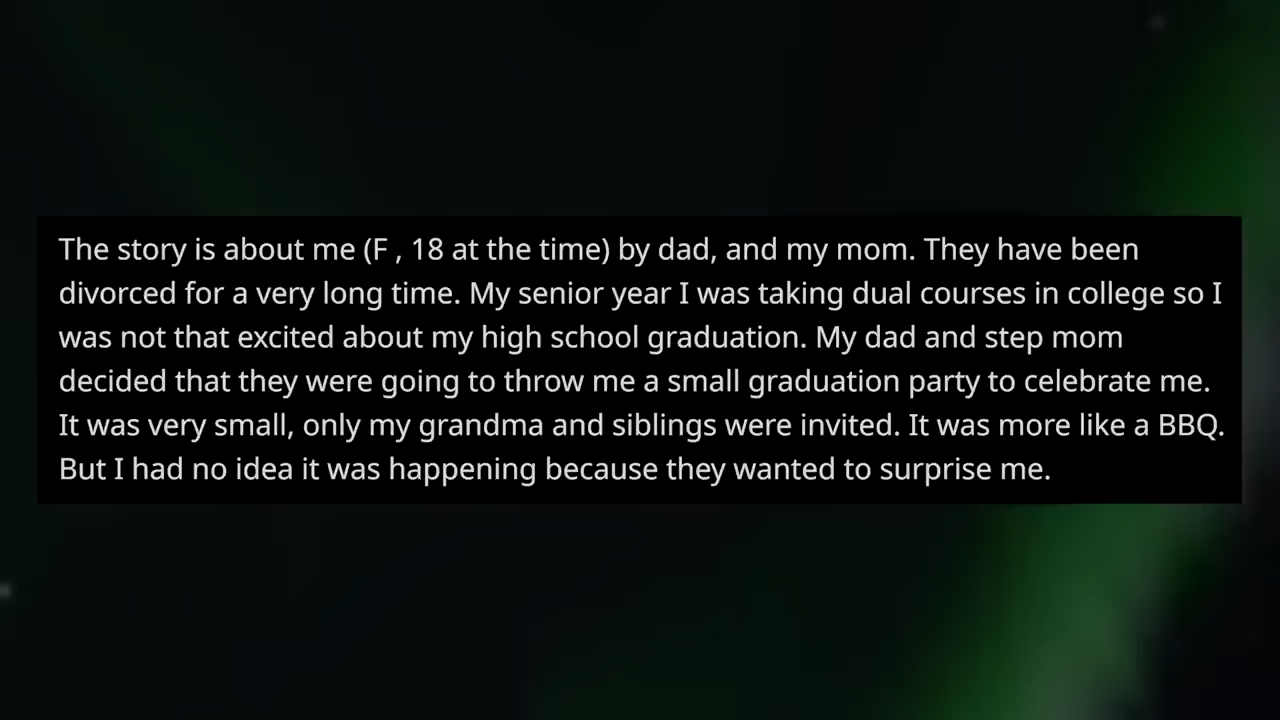 The story is about me (F , 18 at the time) by dad, and my mom. They have been
divorced for a very long time. My senior year I was taking dual courses in college so I
was not that excited about my high school graduation. My dad and step mom
decided that they were going to throw me a small graduation party to celebrate me.
It was very small, only my grandma and siblings were invited. It was more like a BBQ.
But I had no idea it was happening because they wanted to surprise me.